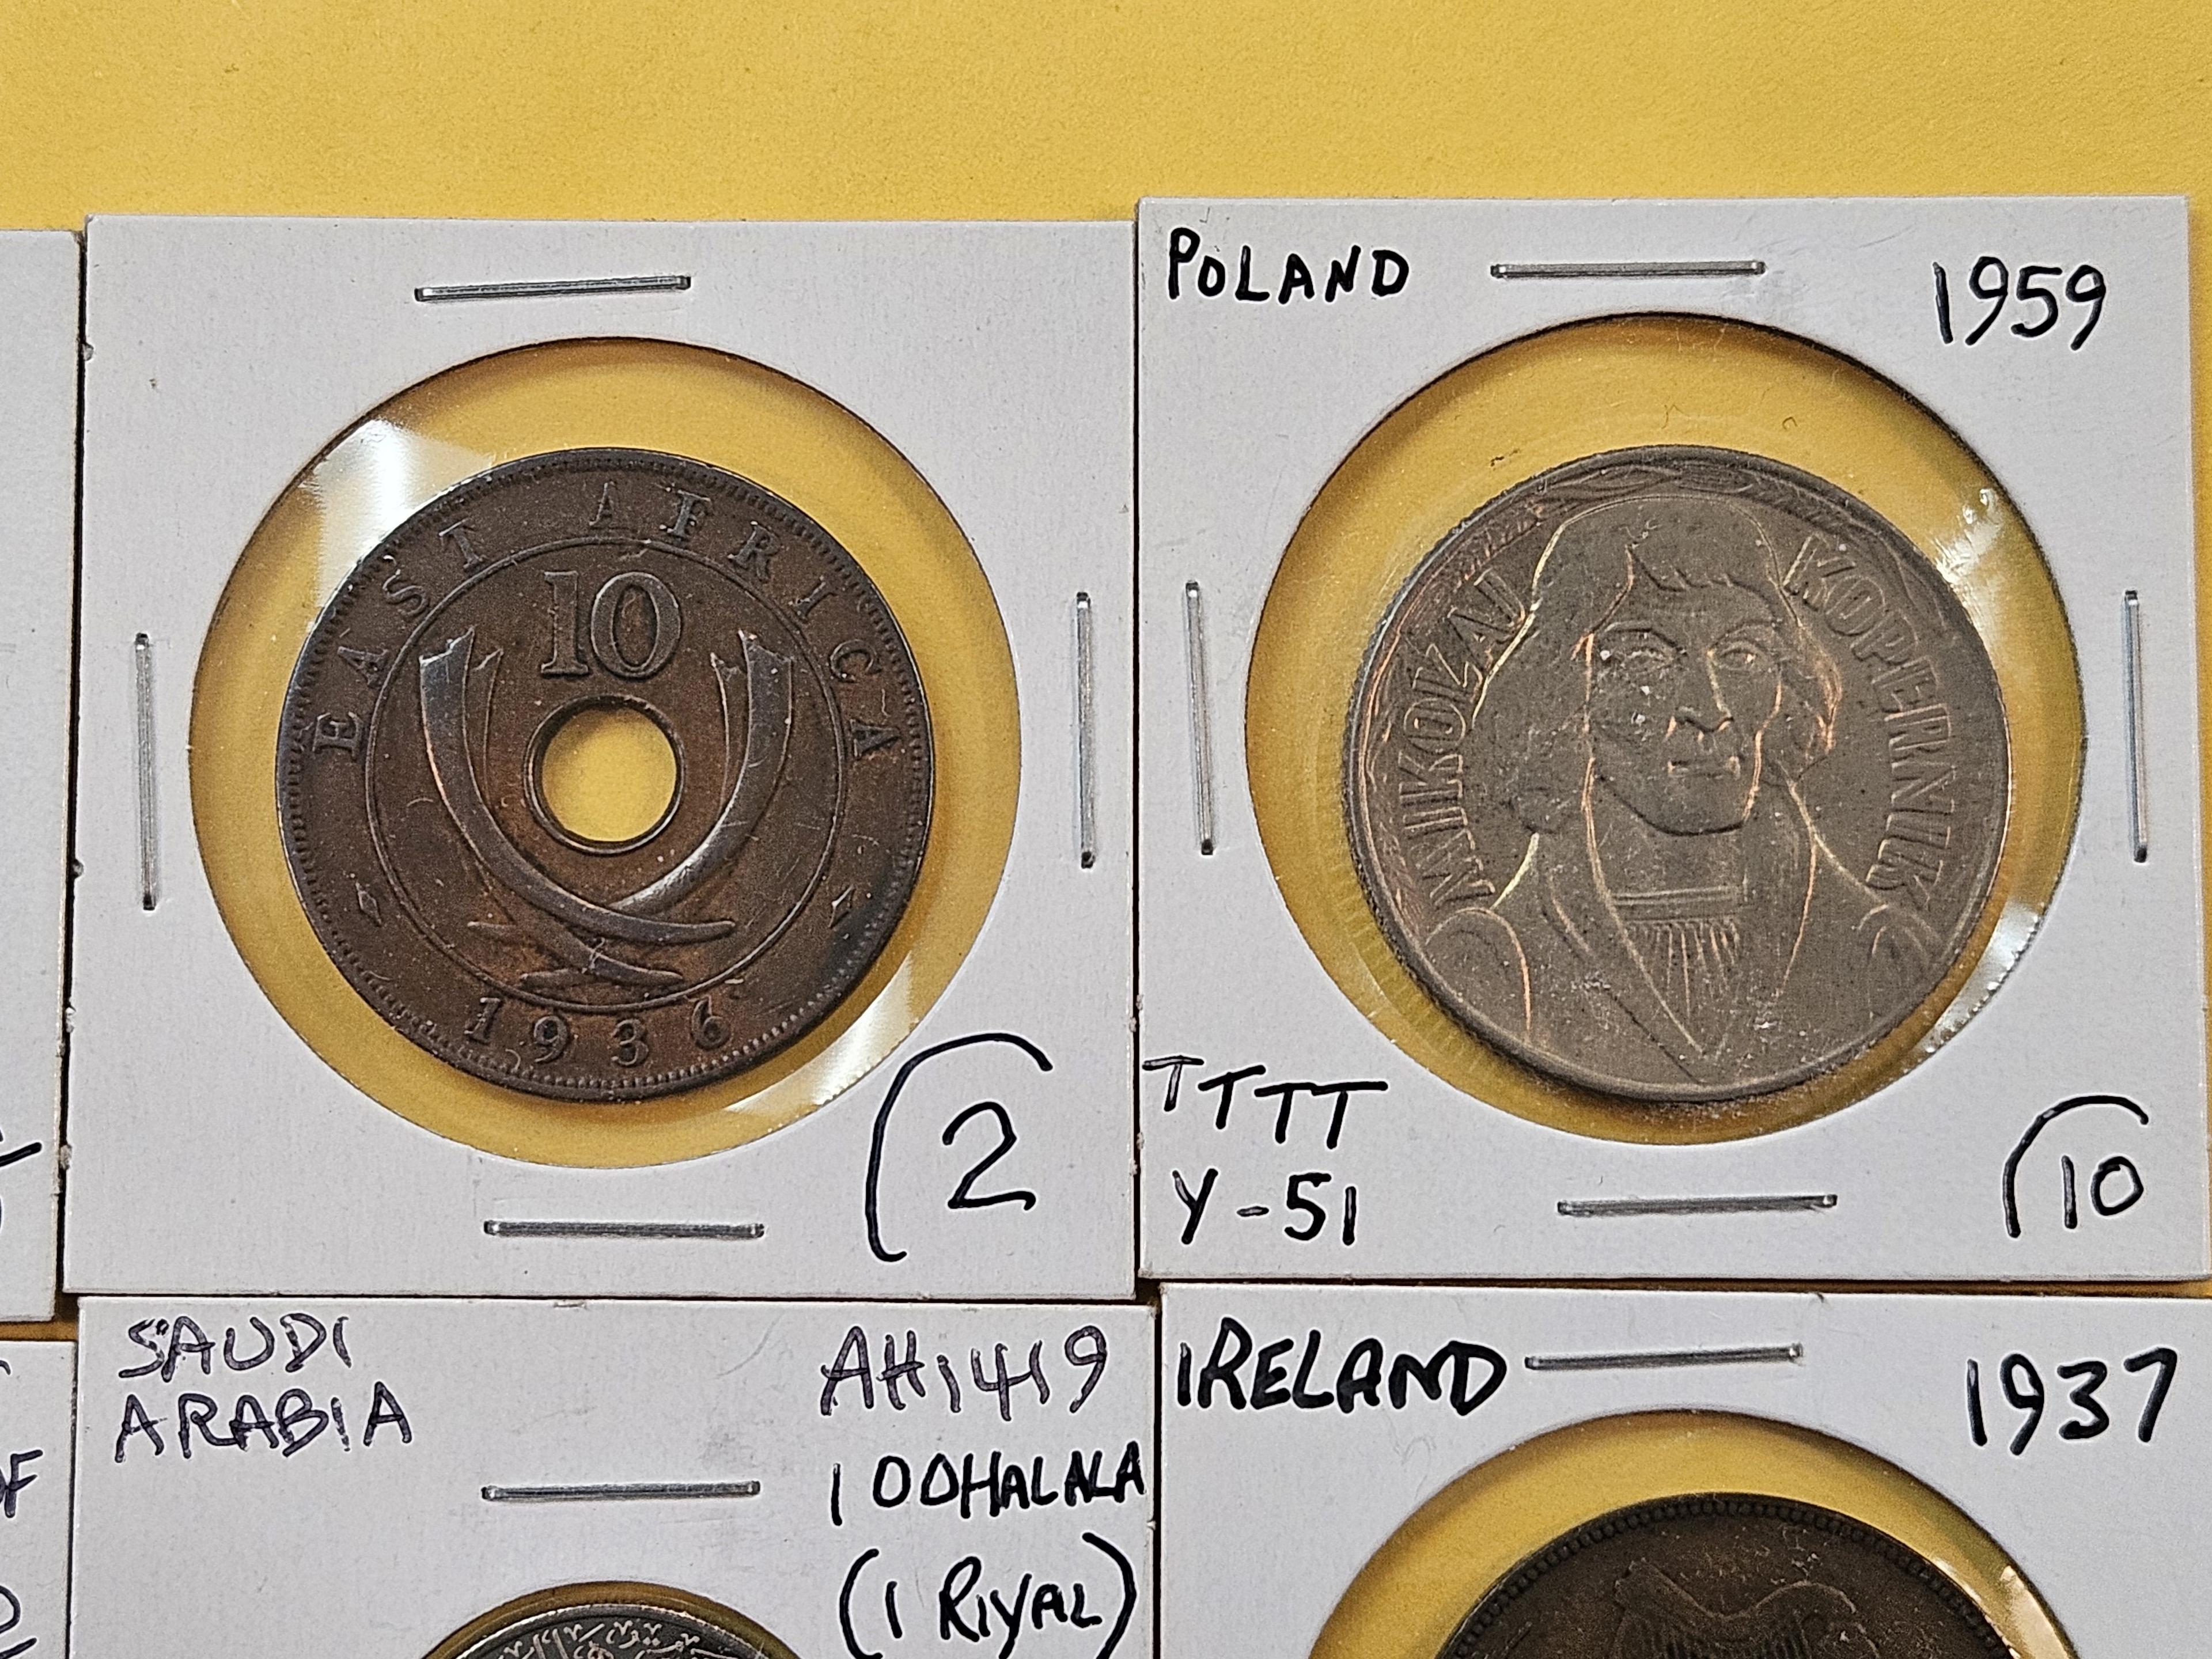 EAST AFRICA
10
1936
2
POLAND
1959
MIKOŁAJ KOPERNIK
TTTTT
Y-51
10
SAUDI
ARABIA
AH1419
100HALALA
(1 RIYAL)
IRELAND
1937